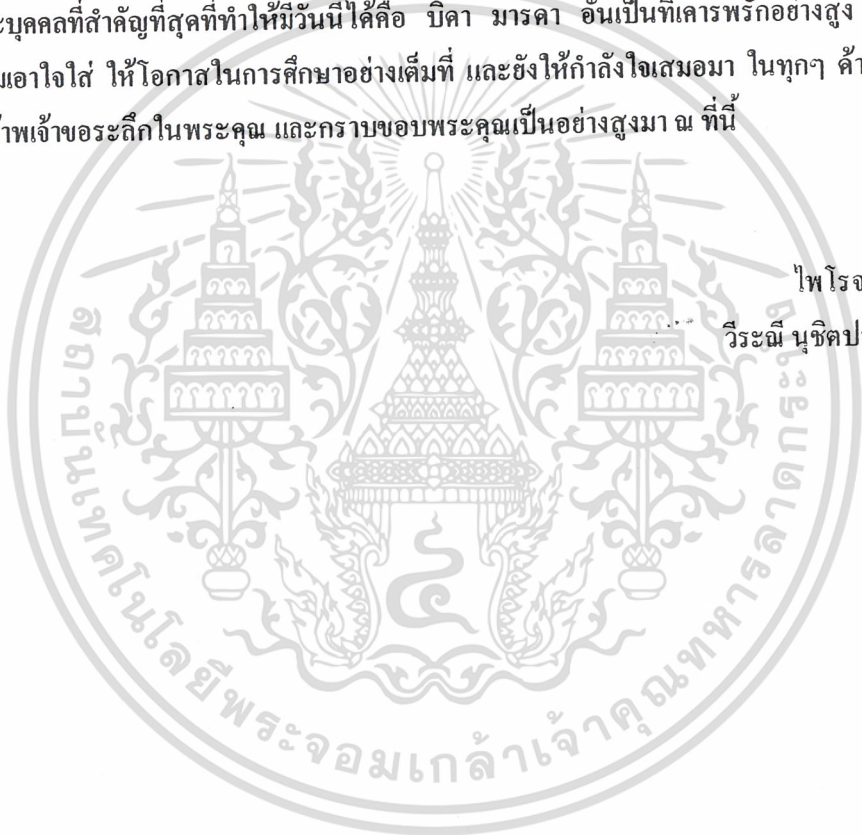 ะบุคคลที่สำคัญที่สุดที่ทำให้มีวันนี้ได้คือ บิดา มารดา อันเป็นที่เคารพรักอย่างสูง
นเอาใจใส่ ให้โอกาสในการศึกษาอย่างเต็มที่ และยังให้กำลังใจเสมอมา ในทุกๆ ค้า
าพเจ้าขอระลึกในพระคุณ และกราบขอบพระคุณเป็นอย่างสูงมา ณ ที่นี้
ไพโรจ
วีระณี นุชิตป
สถาบันเทคโนโลยีพระจอมเกล้าเจ้าคุณทหารลาดกระบัง
๔